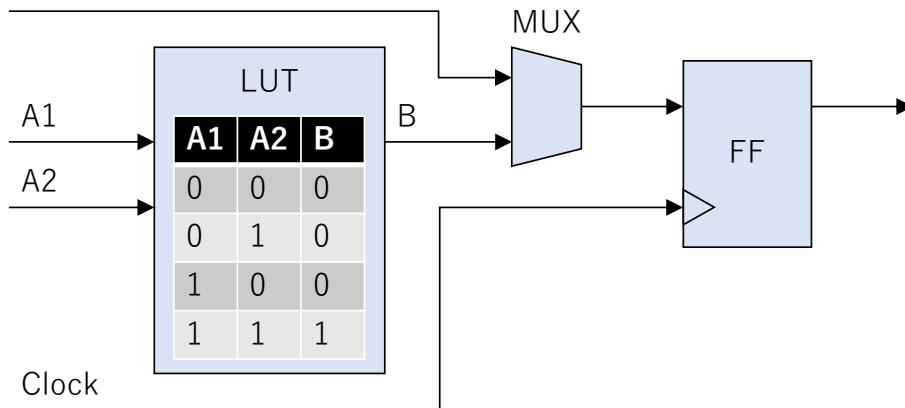 MUX
LUT
A1
B
A1 A2 B
FF
A2
0 0 0
0 1 0
1 0 0
1 1 1
Clock